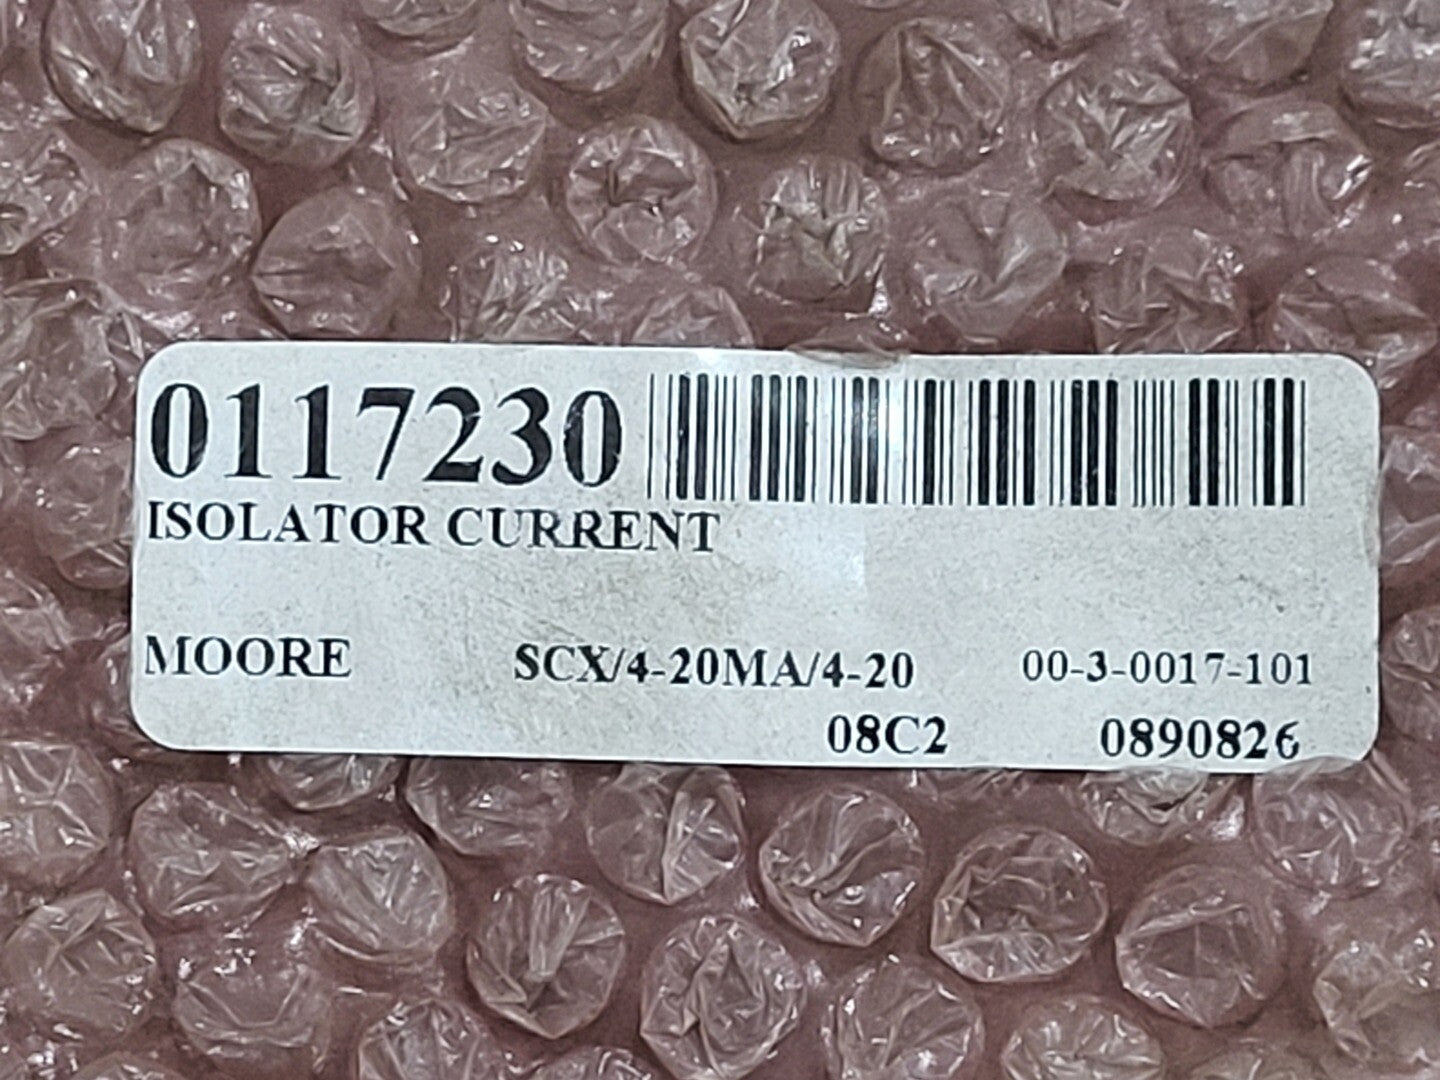 0117230
ISOLATOR CURRENT
MOORE SCX/4-20MA/4-20 00-3-0017-101
08C2 0890826